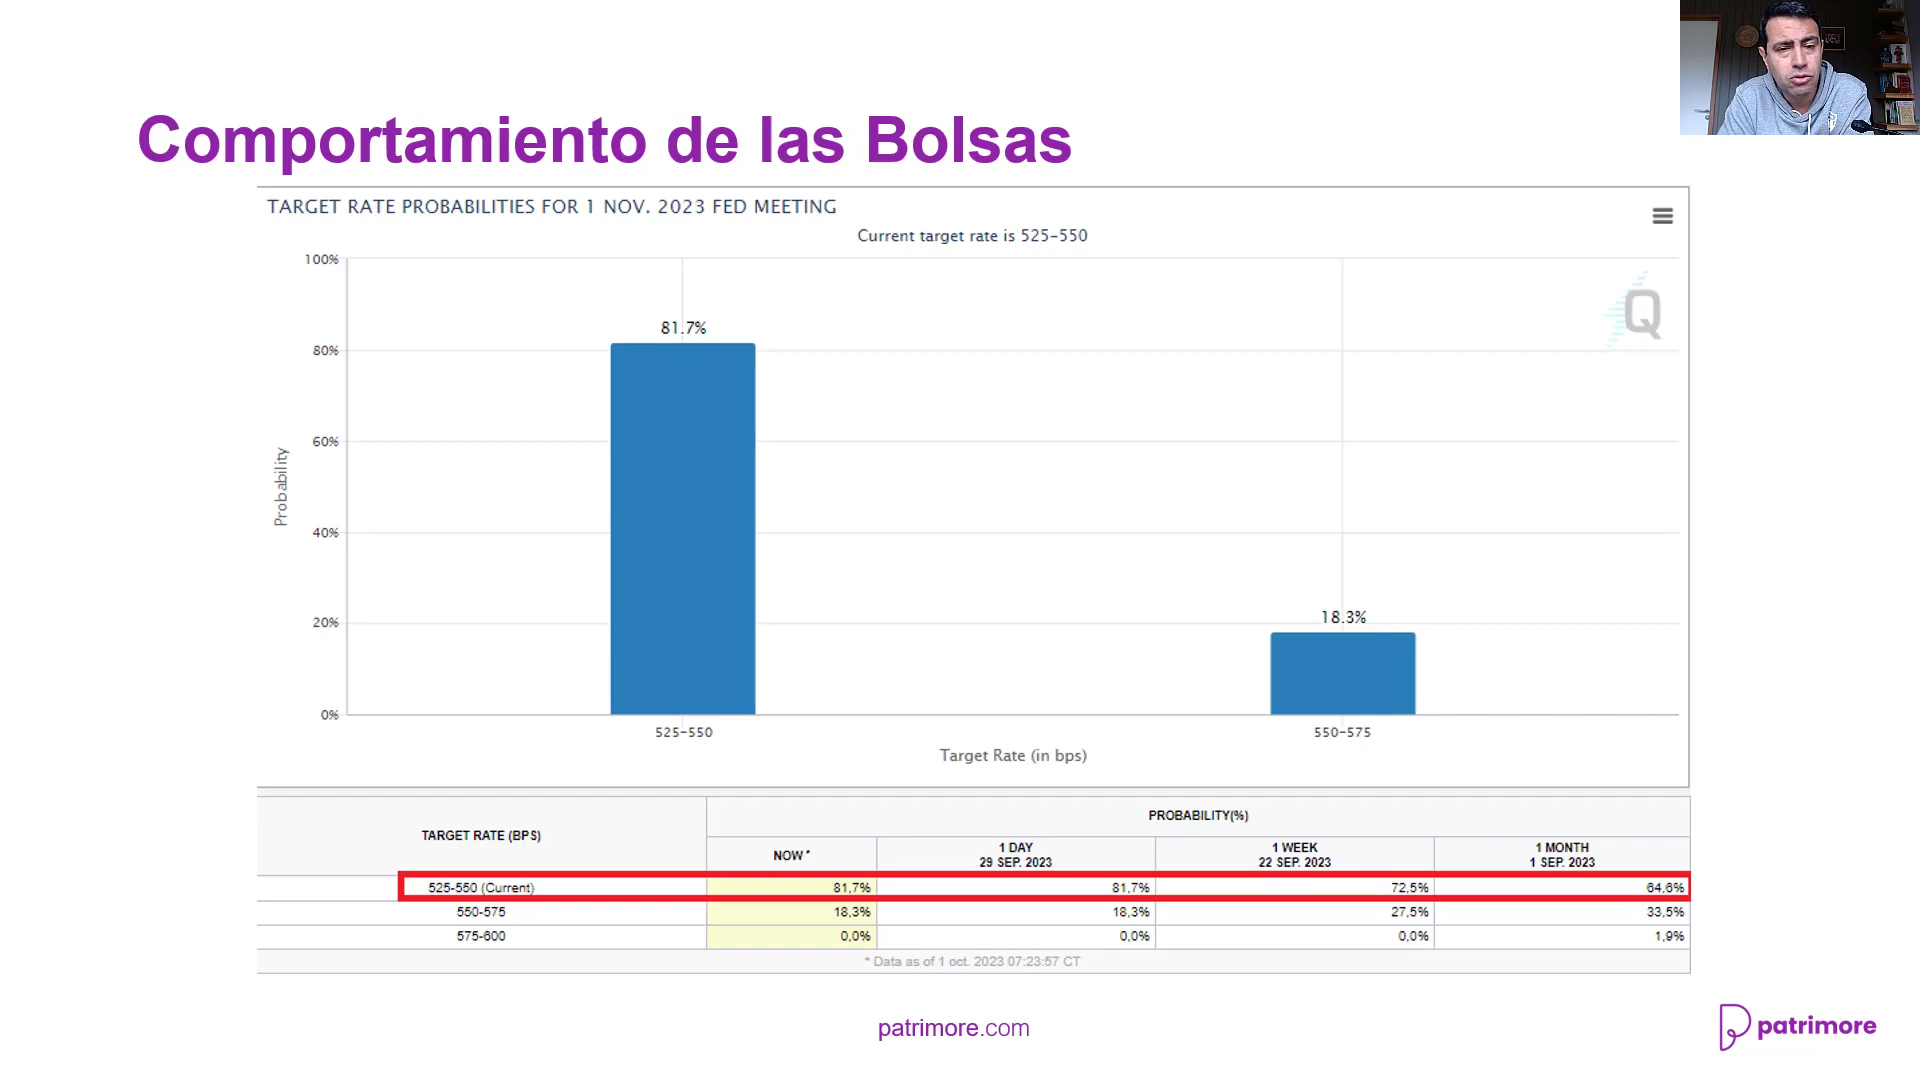 Comportamiento de las Bolsas
TARGET RATE PROBABILITIES FOR 1 NOV. 2023 FED MEETING
Current target rate is 525-550
100%
80%
60%
40%
20%
0%
Probability
81.7%
18.3%
Q
525-550
550-575
Target Rate (in bps)
TARGET RATE (BPS)
PROBABILITY(%)
NOW *
1 DAY
29 SEP. 2023
1 WEEK
22 SEP. 2023
1 MONTH
1 SEP. 2023
525-550 (Current) 81,7% 81,7% 72,5% 64,6%
550-575 18,3% 18,3% 27,5% 33,5%
575-600 0,0% 0,0% 0,0% 1,9%
* Data as of 1 oct. 2023 07:23:57 CT
patrimore.com
patrimore